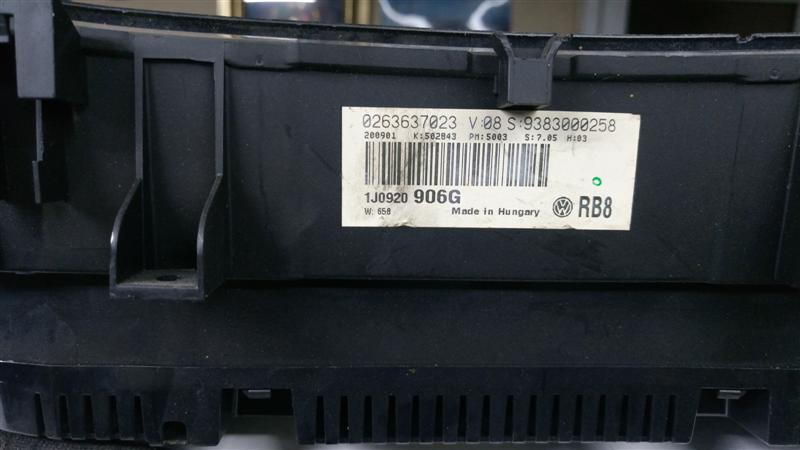 0263637023 V:08 S:9383000258
200901 K:502843 PM:5003 S:7.05 H:03
1J0920 906G
W: 658 Made in Hungary RB8